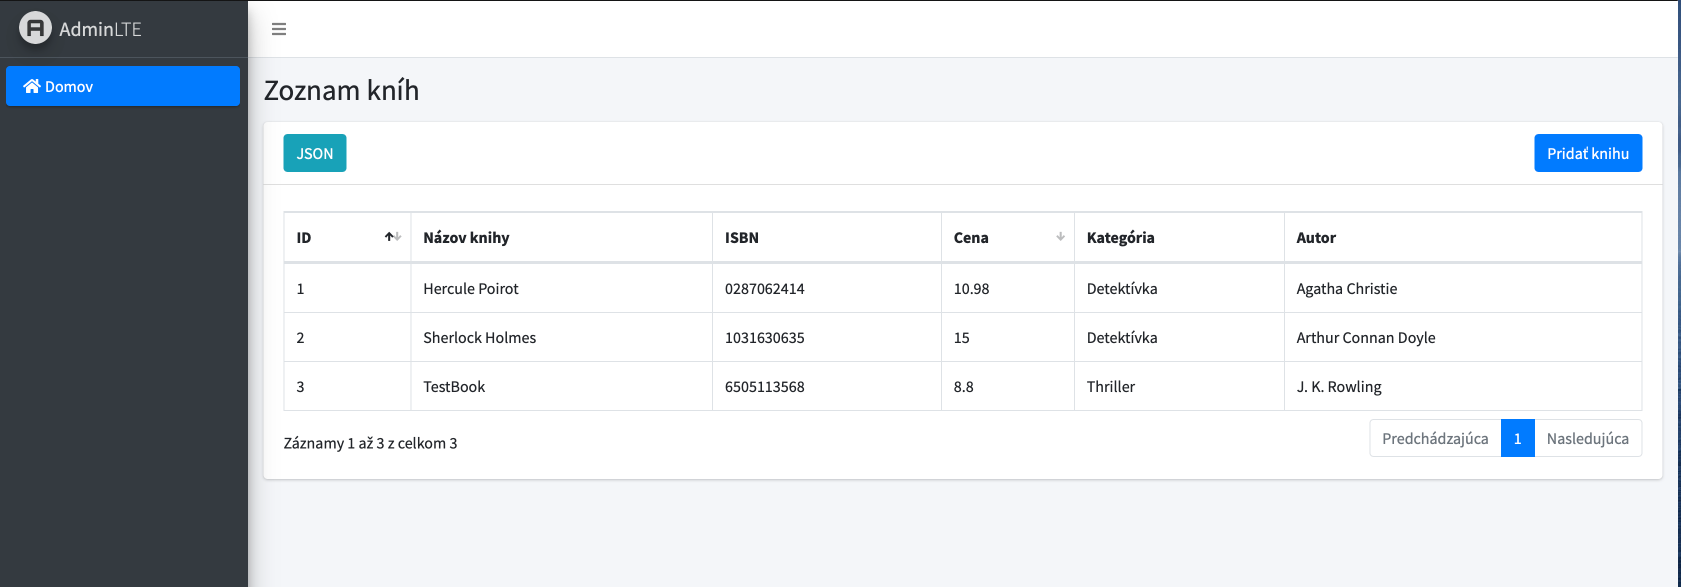 AdminLTE
Domov
Zoznam kníh
JSON
Pridať knihu
ID Názov knihy ISBN Cena Kategória Autor
1 Hercule Poirot 0287062414 10.98 Detektívka Agatha Christie
2 Sherlock Holmes 1031630635 15 Detektívka Arthur Connan Doyle
3 TestBook 6505113568 8.8 Thriller J. K. Rowling
Záznamy 1 až 3 z celkom 3
Predchádzajúca 1 Nasledujúca